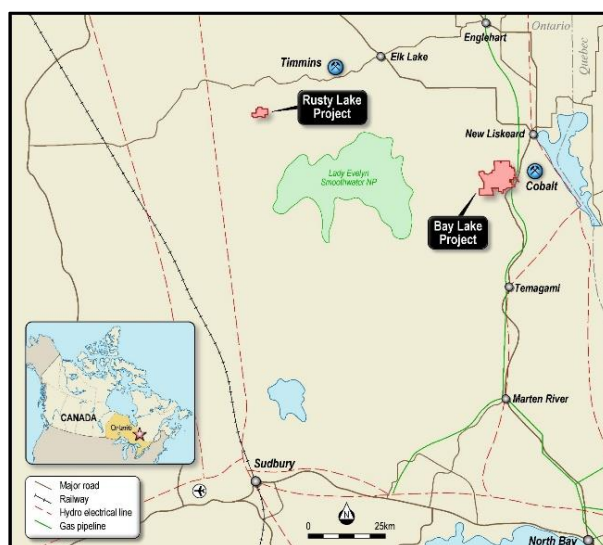 Ontario
Quebec
Englehart
Timmins
Elk Lake
Rusty Lake
Project
New Liskeard
Lady Evelyn
Smoothwater NP
Cobalt
Bay Lake
Project
Temagami
CANADA
Ontario
Marten River
Sudbury
Major road
Railway
Hydro electrical line
Gas pipeline
N
0
25km
North Bay